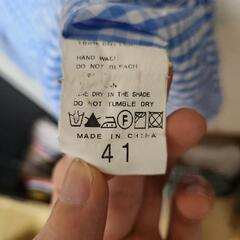 HAND WASH
DO NOT BLEACH
DRY IN THE SHADE
DO NOT TUMBLE DRY
F
MADE IN CHINA
41